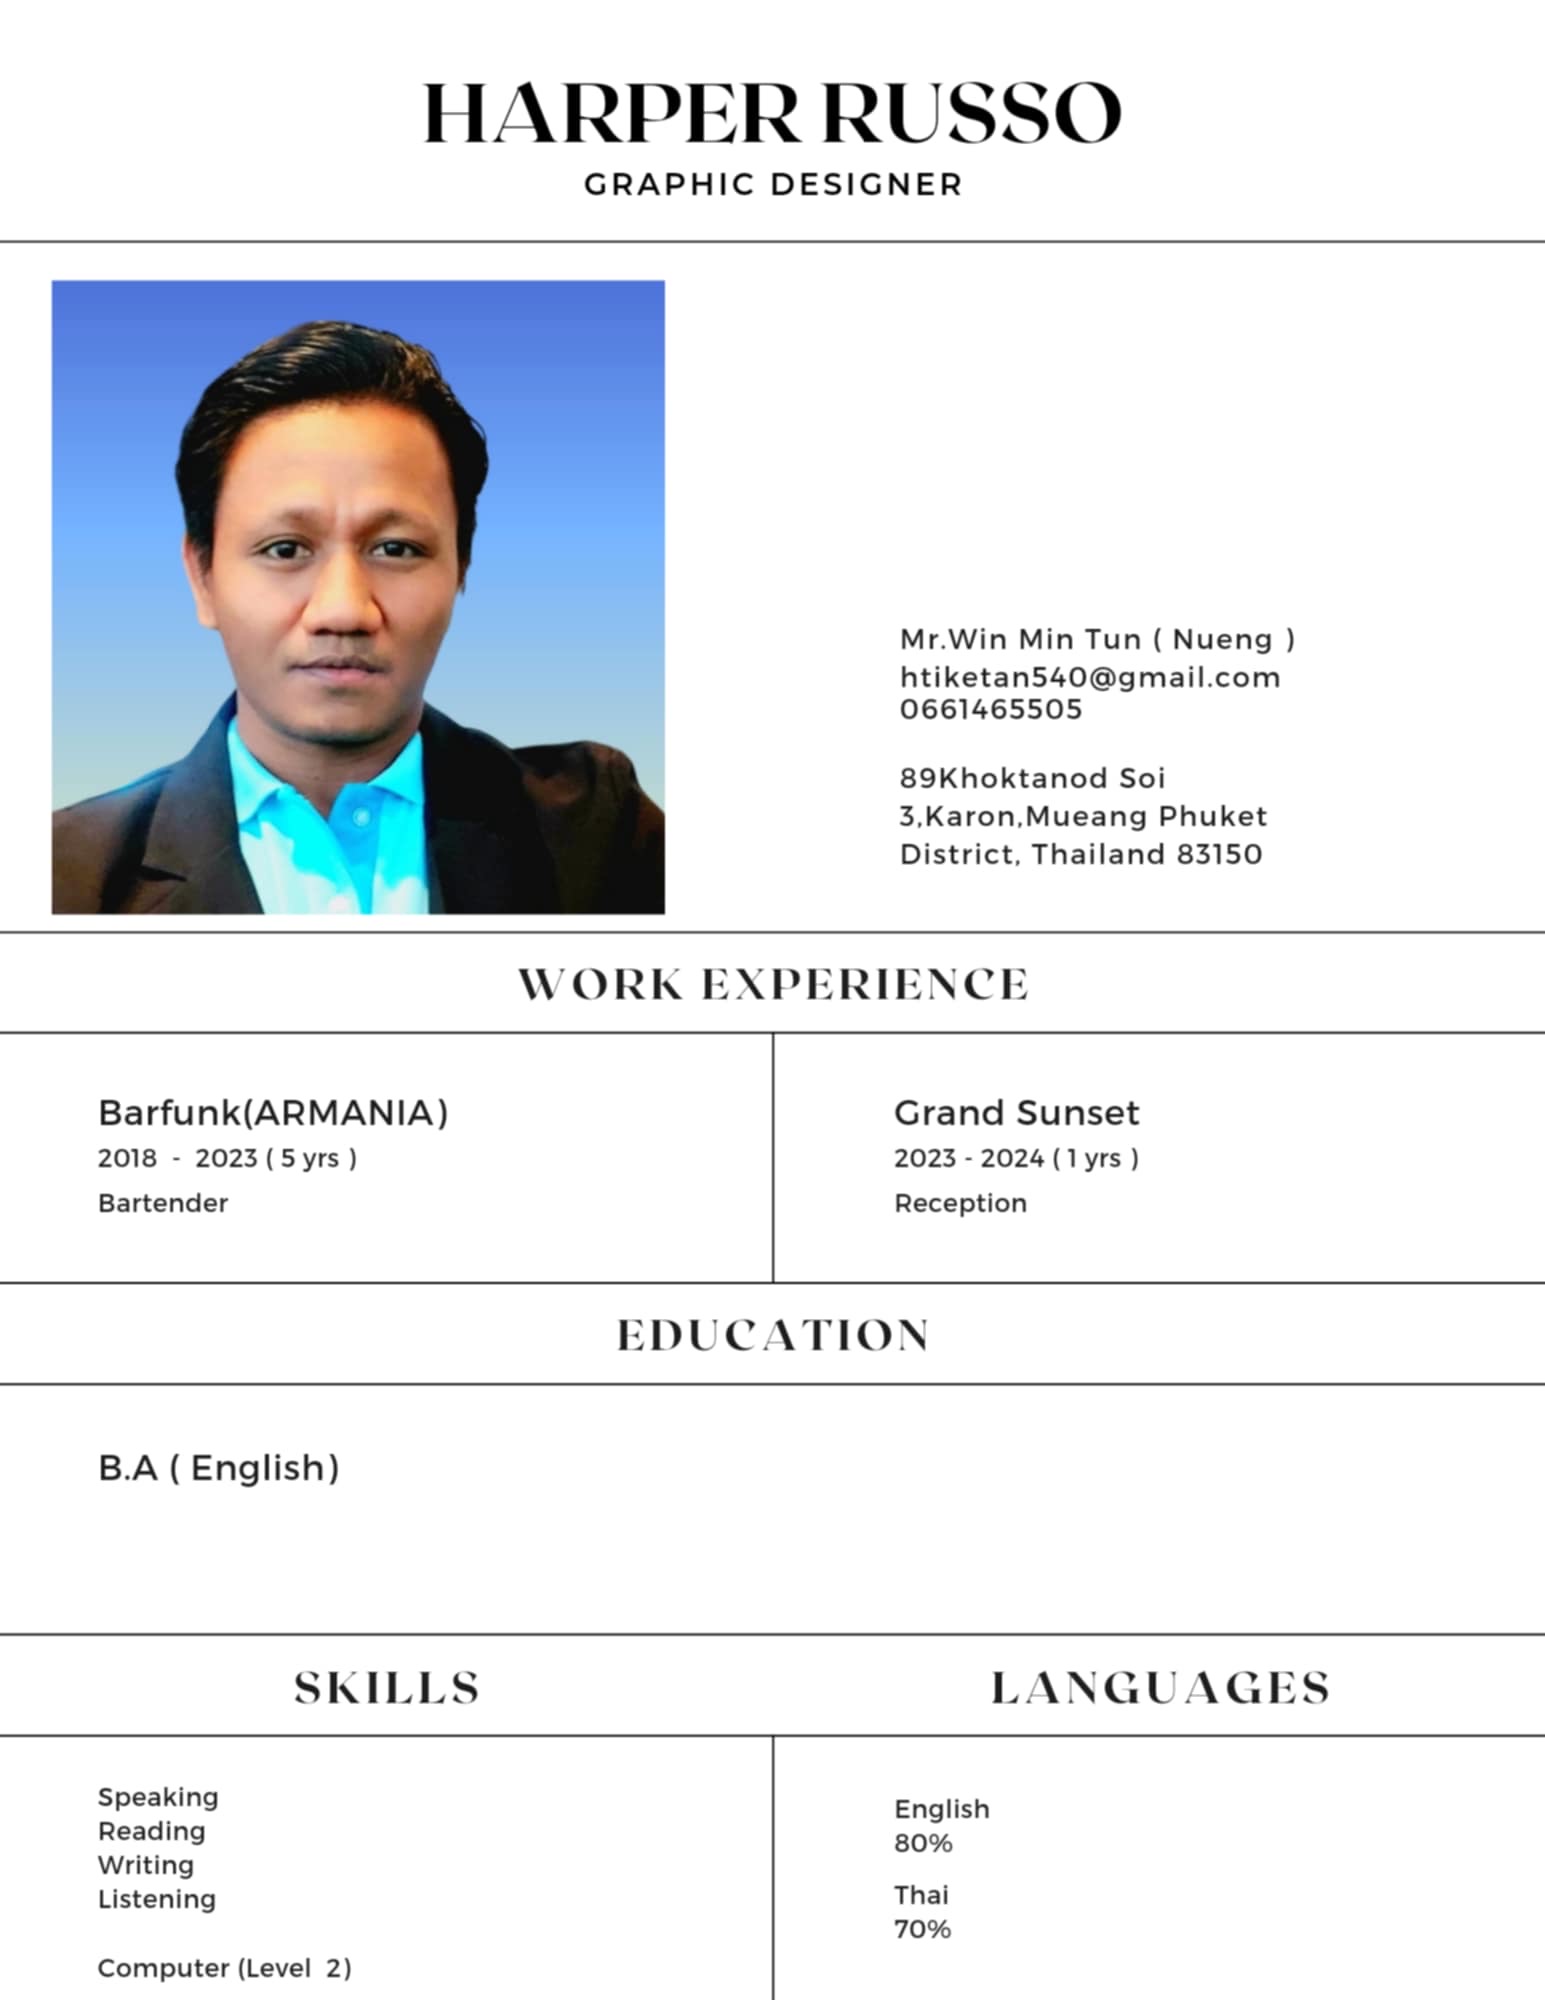 HARPER RUSSO
GRAPHIC DESIGNER
Mr.Win Min Tun ( Nueng )
htiketan540@gmail.com
0661465505
89Khoktanod Soi
3,Karon,Mueang Phuket
District, Thailand 83150
WORK EXPERIENCE
Barfunk(ARMANIA)
2018 - 2023 ( 5 yrs )
Bartender
Grand Sunset
2023 - 2024 ( 1 yrs )
Reception
EDUCATION
B.A ( English)
SKILLS
Speaking
Reading
Writing
Listening
Computer (Level 2)
LANGUAGES
English
80%
Thai
70%